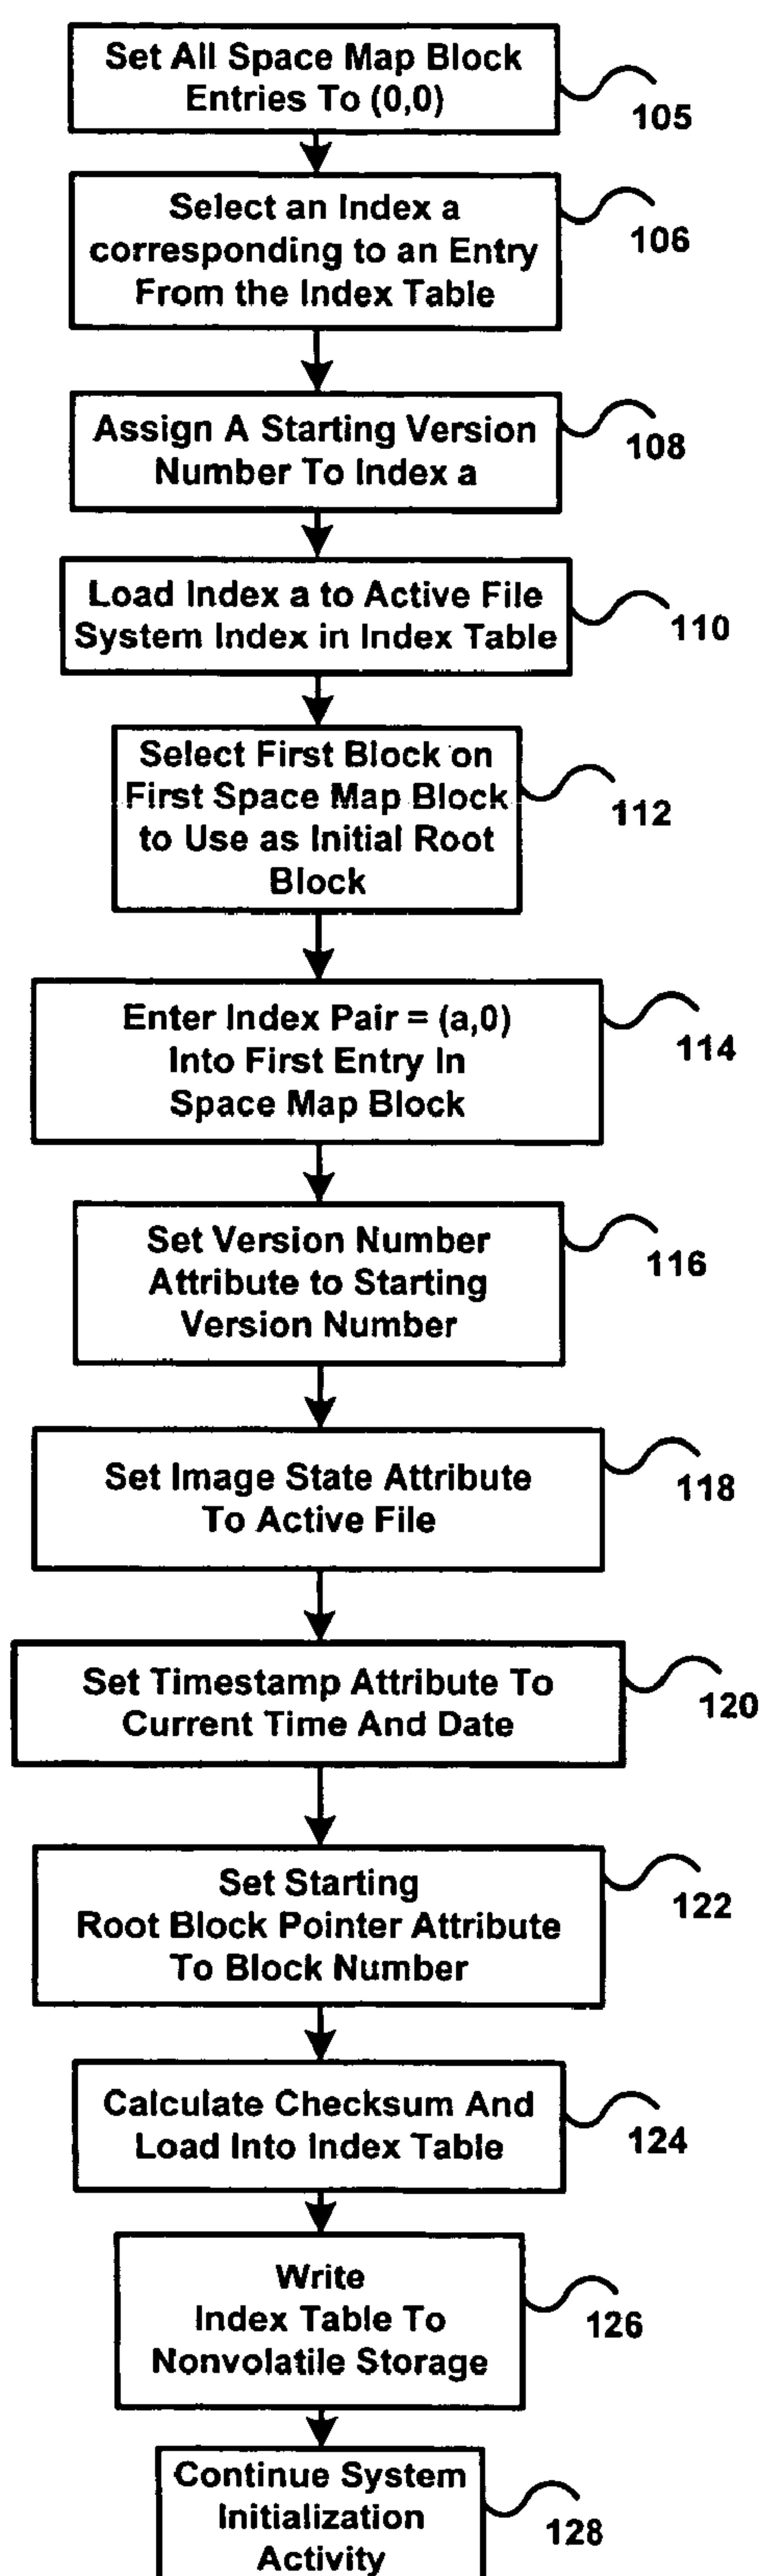 Set All Space Map Block
Entries To (0,0)
105
Select an Index a
corresponding to an Entry
From the Index Table
106
Assign A Starting Version
Number To Index a
108
Load Index a to Active File
System Index in Index Table
110
Select First Block on
First Space Map Block
to Use as Initial Root
Block
112
Enter Index Pair = (a,0)
Into First Entry In
Space Map Block
114
Set Version Number
Attribute to Starting
Version Number
116
Set Image State Attribute
To Active File
118
Set Timestamp Attribute To
Current Time And Date
120
Set Starting
Root Block Pointer Attribute
To Block Number
122
Calculate Checksum And
Load Into Index Table
124
Write
Index Table To
Nonvolatile Storage
126
Continue System
Initialization
Activity
128